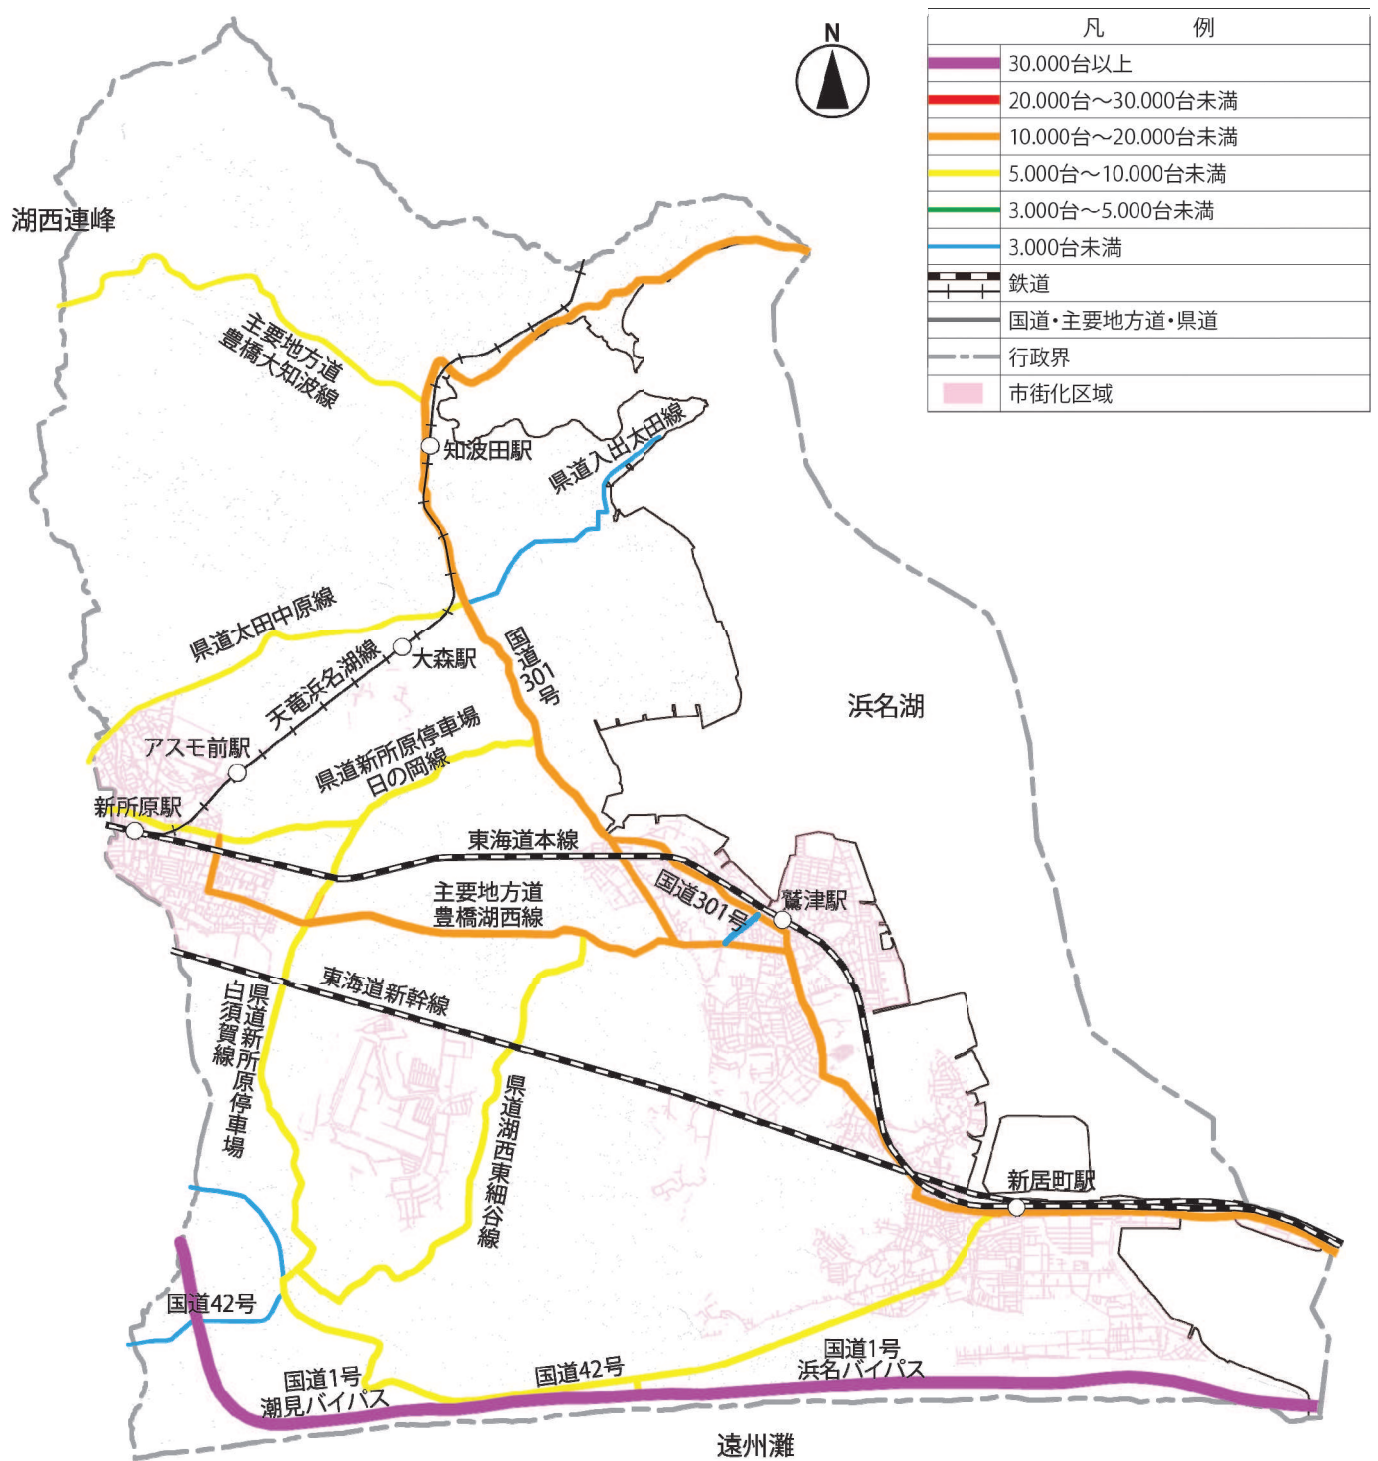 N
凡 例
30.000台以上
20.000台～30.000台未満
10.000台～20.000台未満
5.000台～10.000台未満
3.000台～5.000台未満
3.000台未満
鉄道
国道・主要地方道・県道
行政界
市街化区域
湖西連峰
主要地方道
豊橋大知波線
知波田駅
県道入出太田線
県道太田中原線
大森駅
天竜浜名湖線
国道301号
浜名湖
アスモ前駅
県道新所原停車場
日の岡線
新所原駅
東海道本線
主要地方道
豊橋湖西線
国道301号
鷲津駅
東海道新幹線
県道新所原停車場
白須賀線
県道湖西東細谷線
新居町駅
国道42号
国道1号
潮見バイパス
国道42号
国道1号
浜名バイパス
遠州灘